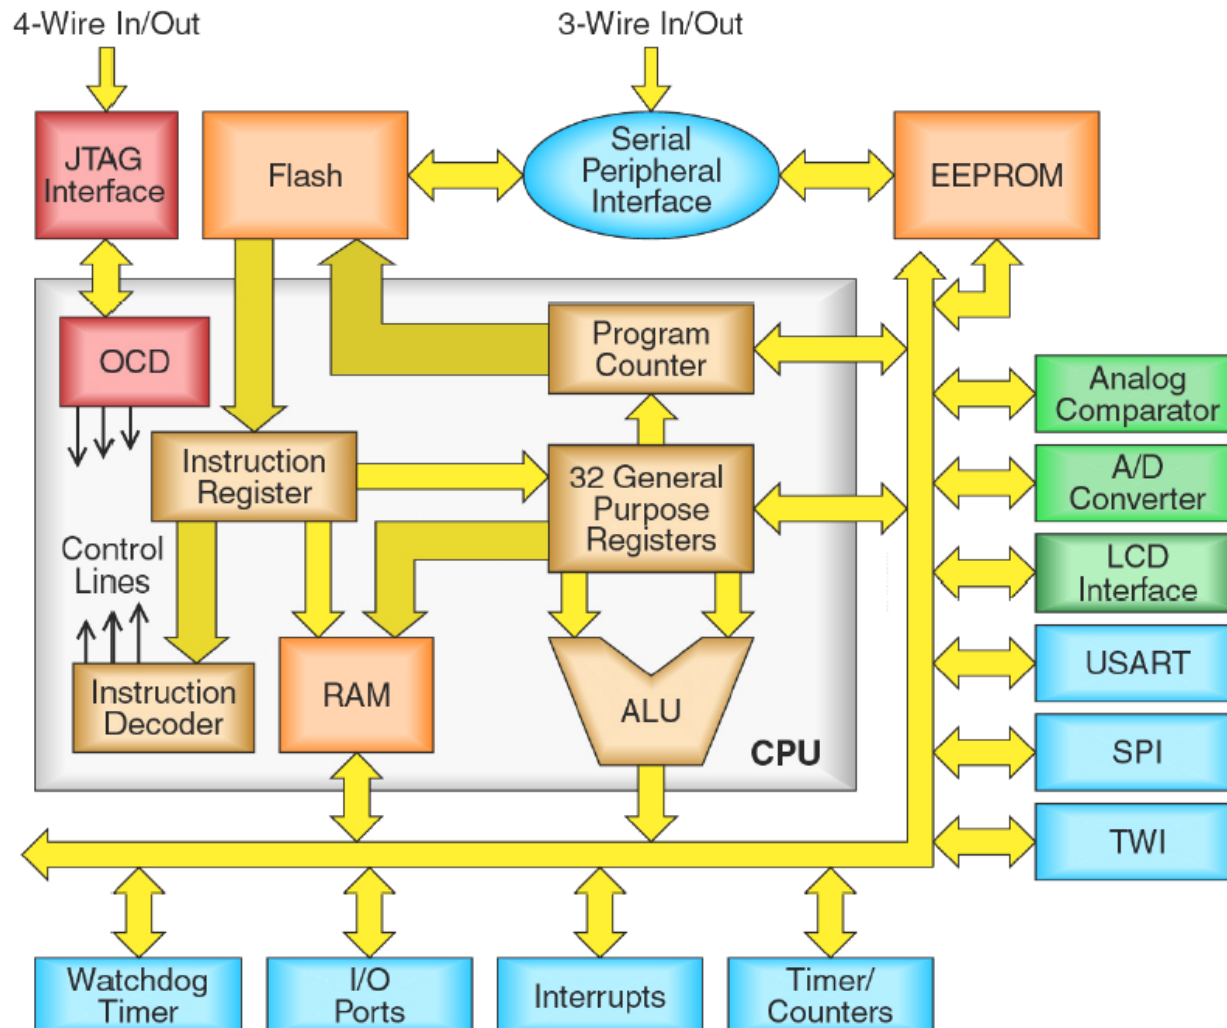 4-Wire In/Out
3-Wire In/Out
JTAG
Interface
Flash
Serial
Peripheral
Interface
EEPROM
OCD
Program
Counter
Analog
Comparator
Instruction
Register
32 General
Purpose
Registers
A/D
Converter
Control
Lines
LCD
Interface
Instruction
Decoder
RAM
ALU
CPU
USART
SPI
TWI
Watchdog
Timer
I/O
Ports
Interrupts
Timer/
Counters